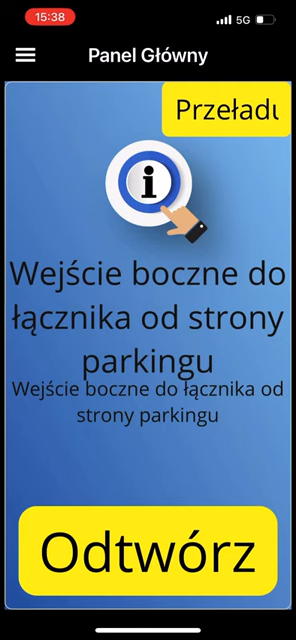 15:38
5G
Panel Główny
Przeładu
i
Wejście boczne do
łącznika od strony
parkingu
Wejście boczne do łącznika od
strony parkingu
Odtwórz